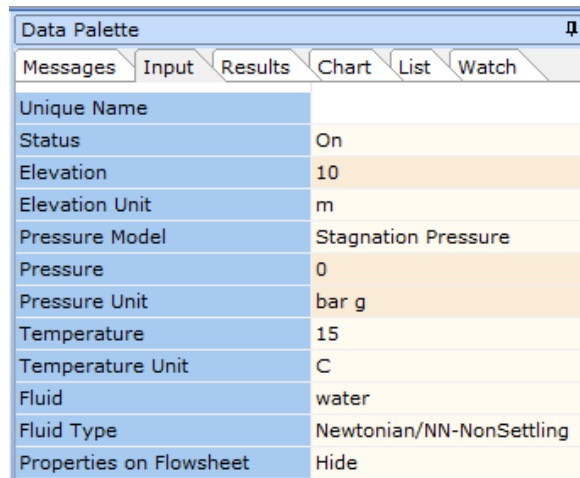 Data Palette
Messages Input Results Chart List Watch
Unique Name
Status On
Elevation 10
Elevation Unit m
Pressure Model Stagnation Pressure
Pressure 0
Pressure Unit bar g
Temperature 15
Temperature Unit C
Fluid water
Fluid Type Newtonian/NN-NonSettling
Properties on Flowsheet Hide